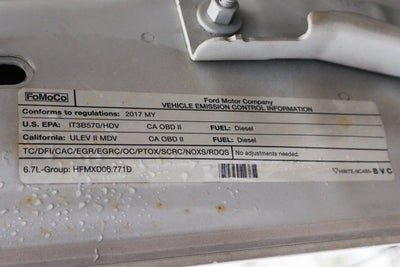 FoMoCo
Ford Motor Company
VEHICLE EMISSION CONTROL INFORMATION
Conforms to regulations: 2017 MY
U.S. EPA: IT3B570/HDV CA OBD II FUEL: Diesel
California: ULEV II MDV CA OBD II FUEL: Diesel
TC/DFI/CAC/EGR/EGRC/OC/PTOX/SCRC/NOXS/RDQS No adjustments needed.
6.7L-Group: HFMXD06.771D BVC